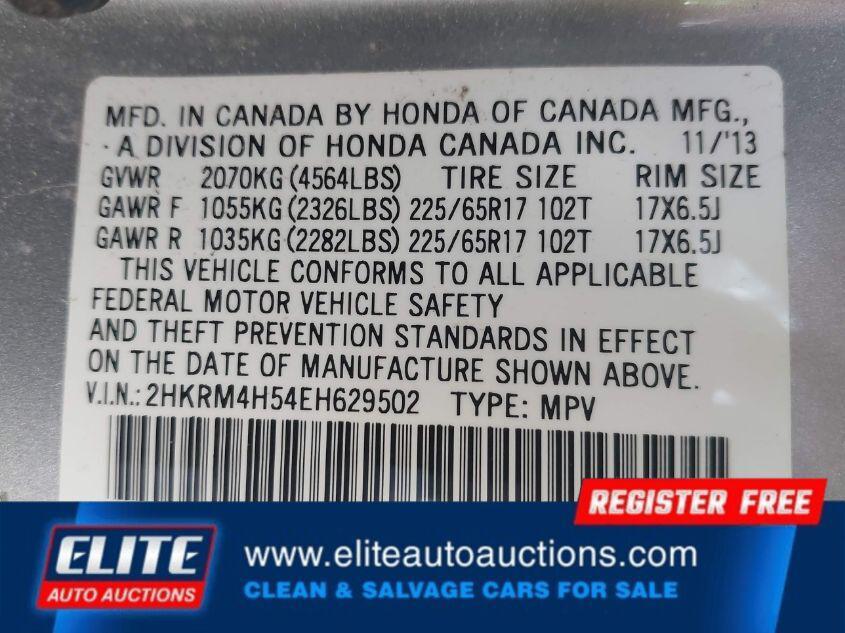 MFD. IN CANADA BY HONDA OF CANADA MFG.,
A DIVISION OF HONDA CANADA INC. 11/'13
GVWR 2070KG (4564LBS) TIRE SIZE RIM SIZE
GAWR F 1055KG (2326LBS) 225/65R17 102T 17X6.5J
GAWR R 1035KG (2282LBS) 225/65R17 102T 17X6.5J
THIS VEHICLE CONFORMS TO ALL APPLICABLE
FEDERAL MOTOR VEHICLE SAFETY
AND THEFT PREVENTION STANDARDS IN EFFECT
ON THE DATE OF MANUFACTURE SHOWN ABOVE.
V.I.N.: 2HKRM4H54EH629502 TYPE: MPV
REGISTER FREE
ELITE
AUTO AUCTIONS
www.eliteautoauctions.com
CLEAN & SALVAGE CARS FOR SALE